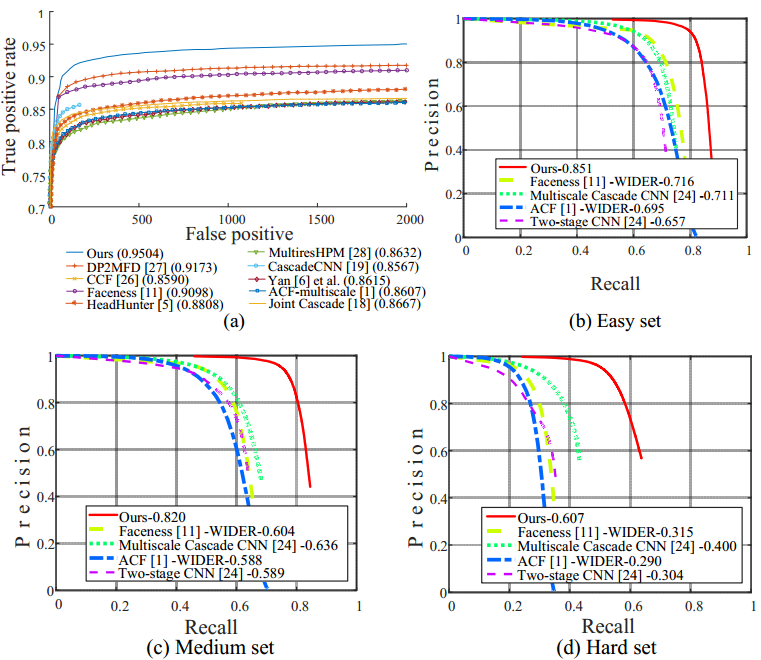 True positive rate
0.95
0.9
0.85
0.8
0.75
0.7
500
1000
1500
2000
False positive
Ours (0.9504)
DP2MFD [27] (0.9173)
CCF [26] (0.8590)
Faceness [11] (0.9098)
HeadHunter [5] (0.8808)
MultiresHPM [28] (0.8632)
CascadeCNN [19] (0.8567)
Yan [6] et al. (0.8615)
ACF-multiscale [1] (0.8607)
Joint Cascade [18] (0.8667)
(a)
Precision
1
0.8
0.6
0.4
0.2
0
0
0.2
0.4
0.6
0.8
1
Ours-0.851
Faceness [11] -WIDER-0.716
Multiscale Cascade CNN [24] -0.711
ACF [1] -WIDER-0.695
Two-stage CNN [24] -0.657
Recall
(b) Easy set
Precision
1
0.8
0.6
0.4
0.2
0
0
0.2
0.4
0.6
0.8
1
Ours-0.820
Faceness [11] -WIDER-0.604
Multiscale Cascade CNN [24] -0.636
ACF [1] -WIDER-0.588
Two-stage CNN [24] -0.589
Recall
(c) Medium set
Precision
1
0.8
0.6
0.4
0.2
0
0
0.2
0.4
0.6
0.8
1
Ours-0.607
Faceness [11] -WIDER-0.315
Multiscale Cascade CNN [24] -0.400
ACF [1] -WIDER-0.290
Two-stage CNN [24] -0.304
Recall
(d) Hard set